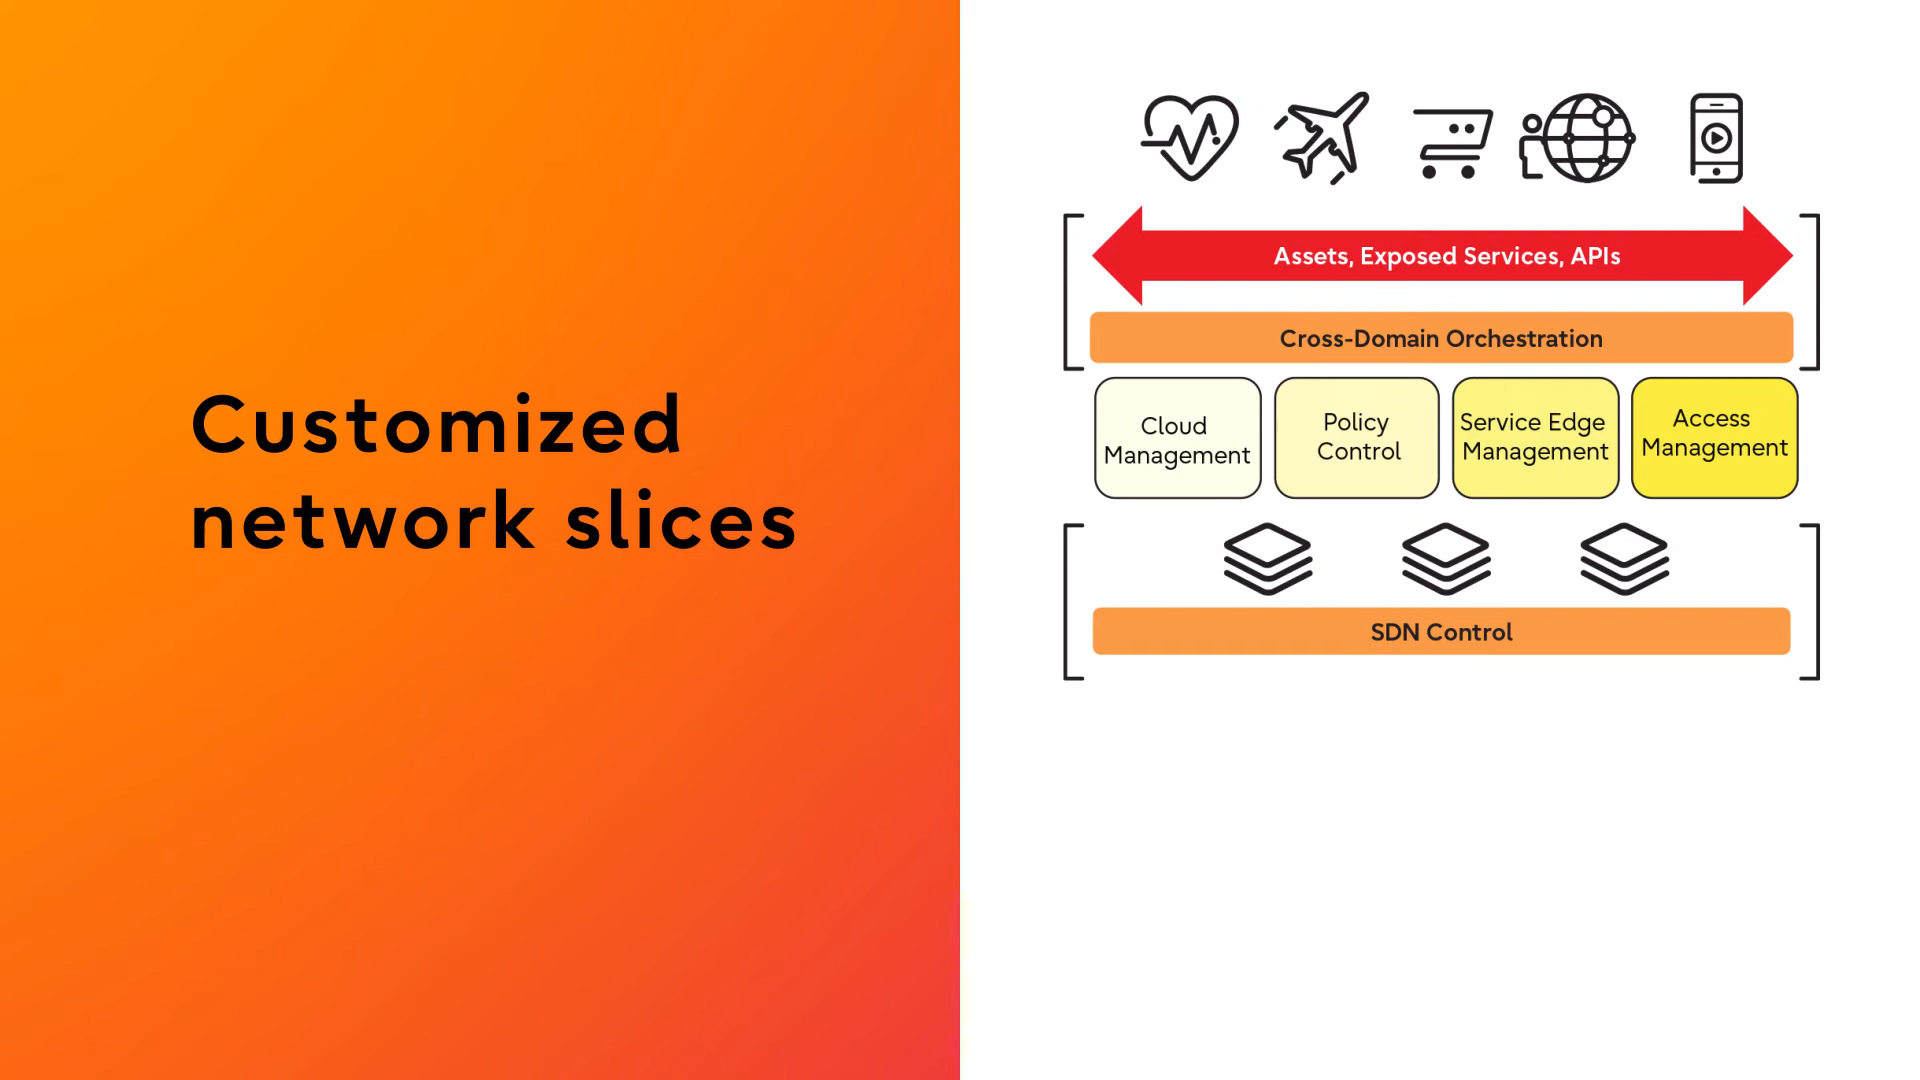 Customized
network slices
Assets, Exposed Services, APIs
Cross-Domain Orchestration
Cloud
Management
Policy
Control
Service Edge
Management
Access
Management
SDN Control